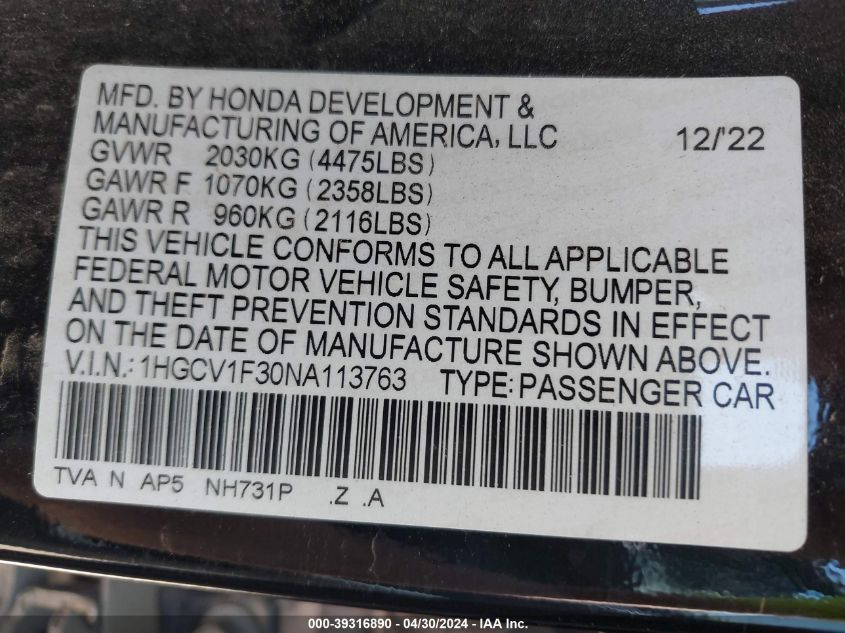 MFD. BY HONDA DEVELOPMENT &
MANUFACTURING OF AMERICA, LLC 12/'22
GVWR 2030KG (4475LBS)
GAWR F 1070KG (2358LBS)
GAWR R 960KG (2116LBS)
THIS VEHICLE CONFORMS TO ALL APPLICABLE
FEDERAL MOTOR VEHICLE SAFETY, BUMPER,
AND THEFT PREVENTION STANDARDS IN EFFECT
ON THE DATE OF MANUFACTURE SHOWN ABOVE.
V.I.N.: 1HGCV1F30NA113763 TYPE: PASSENGER CAR
TVA N AP5 NH731P .Z .A
000-39316890 - 04/30/2024 - IAA Inc.